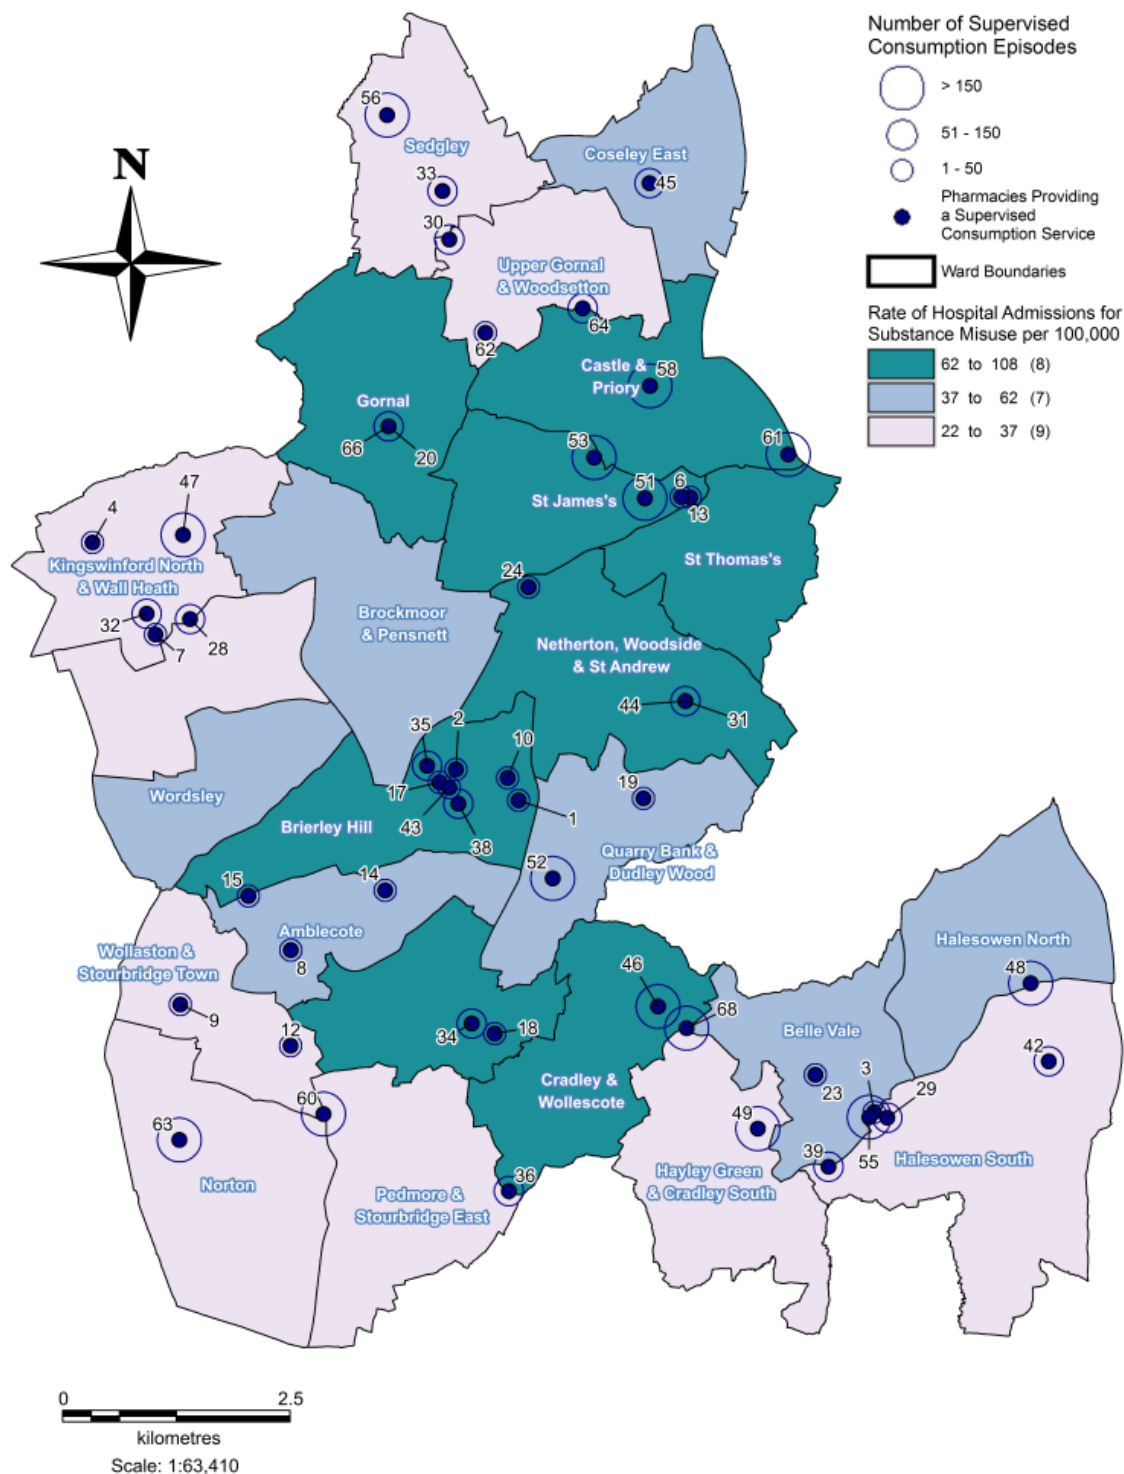 Number of Supervised
Consumption Episodes
> 150
51 - 150
1 - 50
Pharmacies Providing
a Supervised
Consumption Service
Ward Boundaries
Rate of Hospital Admissions for
Substance Misuse per 100,000
62 to 108 (8)
37 to 62 (7)
22 to 37 (9)
N
56
Sedgley
33
30
Coseley East
45
Upper Gornal
& Woodsetton
64
62
Castle &
Priory
58
Gornal
66
20
53
61
51
6
13
St James's
St Thomas's
47
4
Kingswinford North
& Wall Heath
32
7
28
24
Brockmoor
& Pensnett
Netherton, Woodside
& St Andrew
44
31
35
2
10
17
43
38
1
19
Wordsley
Brierley Hill
Quarry Bank &
Dudley Wood
52
15
14
Amblecote
8
Wollaston &
Stourbridge Town
9
12
Halesowen North
48
46
68
34
18
Belle Vale
42
3
23
29
Cradley &
Wollescote
60
63
49
39
55
Halesowen South
Norton
36
Pedmore &
Stourbridge East
Hayley Green
& Cradley South
0
2.5
kilometres
Scale: 1:63,410